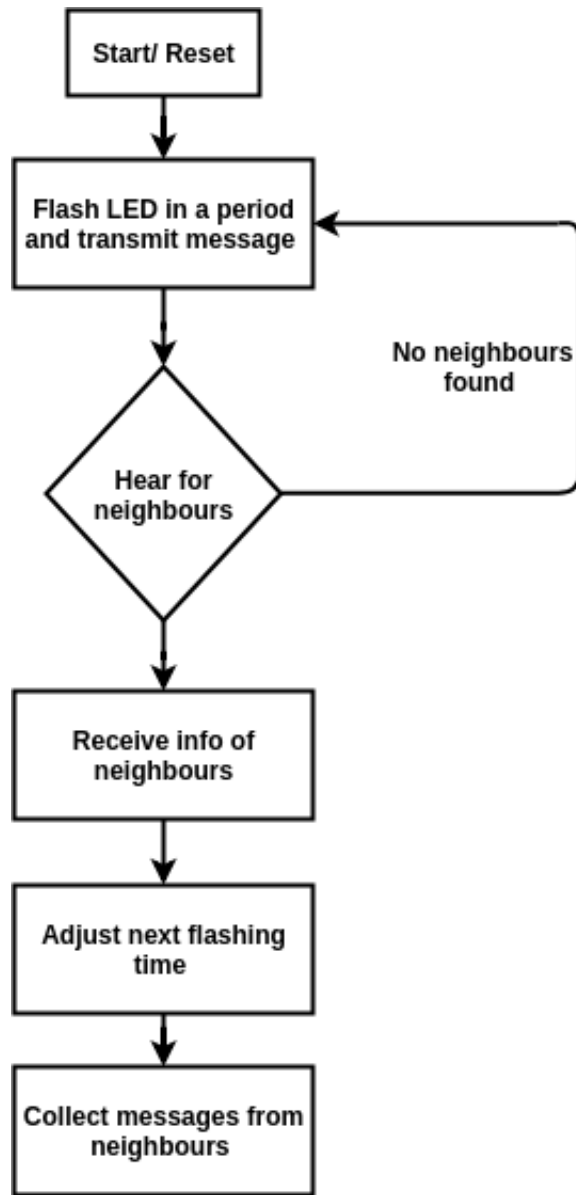 Start/ Reset
Flash LED in a period
and transmit message
No neighbours
found
Hear for
neighbours
Receive info of
neighbours
Adjust next flashing
time
Collect messages from
neighbours